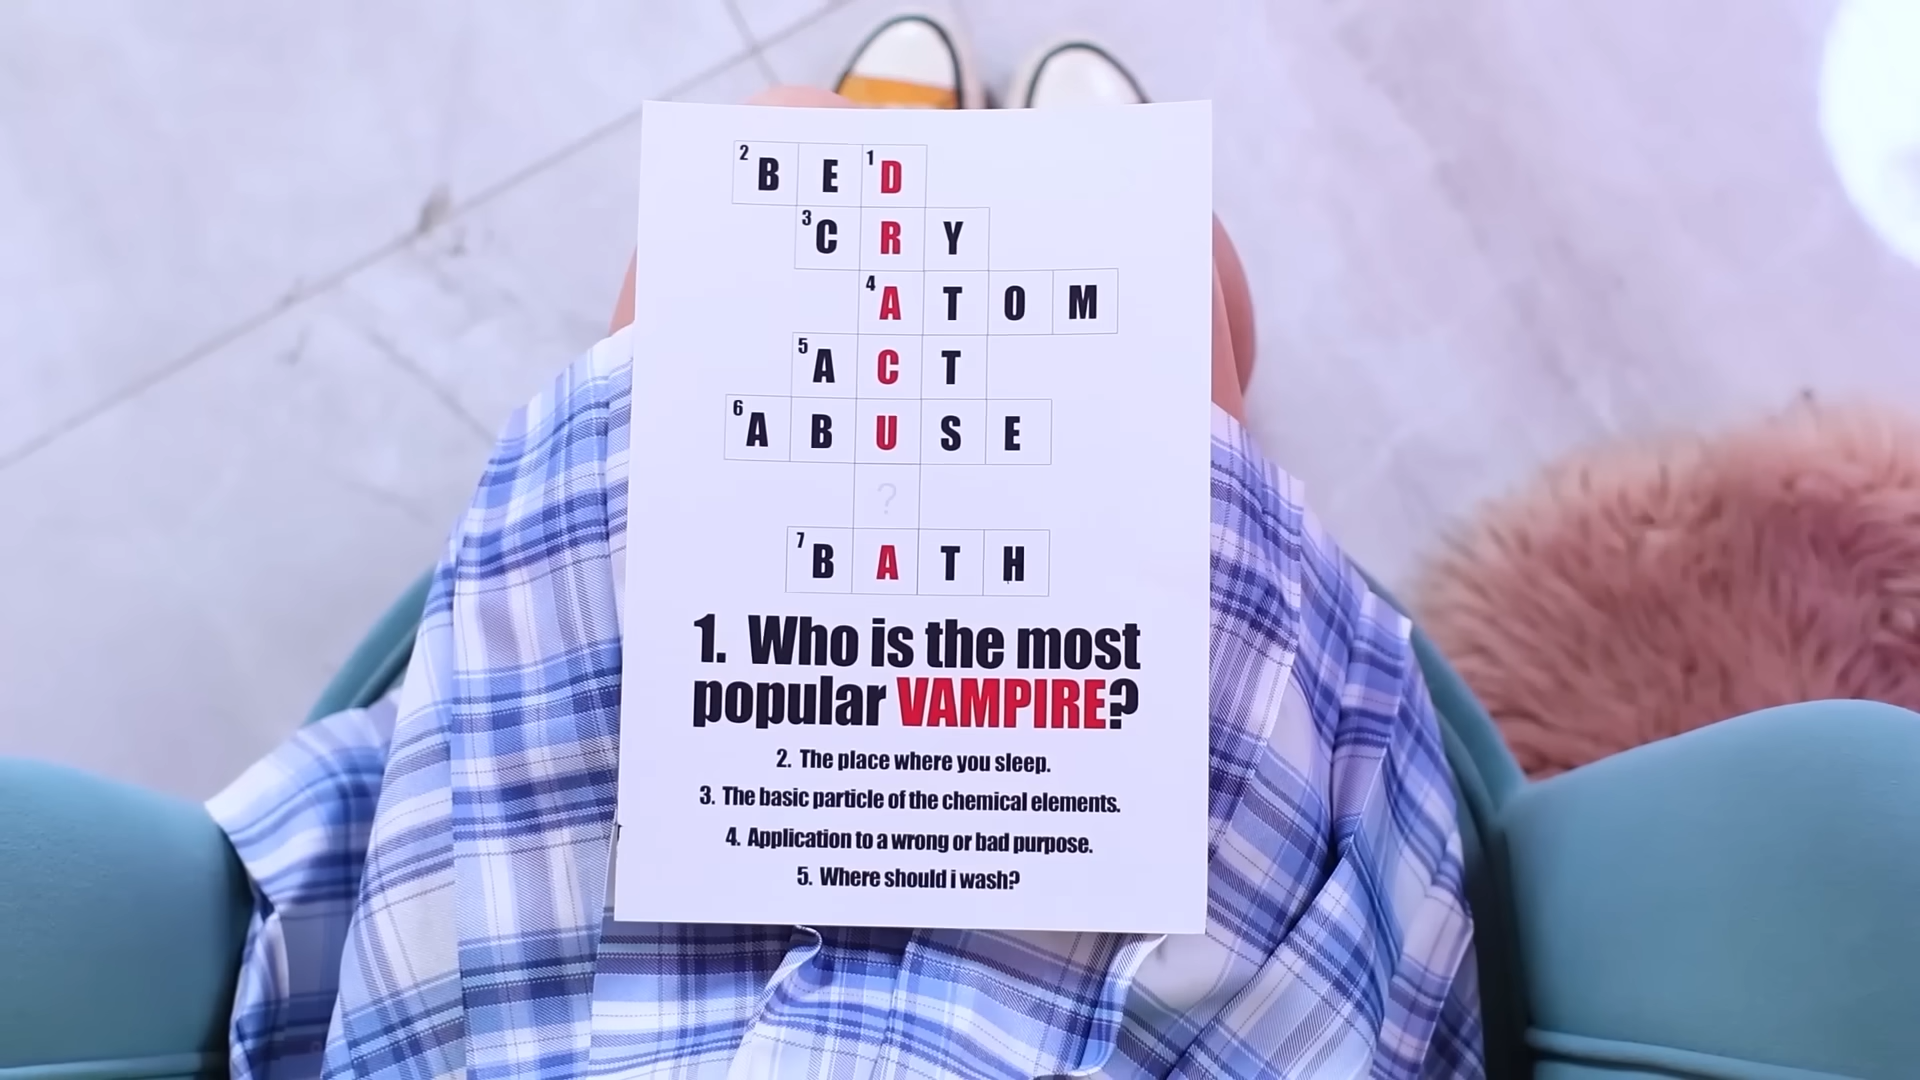 2 B E 1 D
3 C R Y
4 A T O M
5 A C T
6 A B U S E
?
7 B A T H
1. Who is the most
popular VAMPIRE?
2. The place where you sleep.
3. The basic particle of the chemical elements.
4. Application to a wrong or bad purpose.
5. Where should i wash?